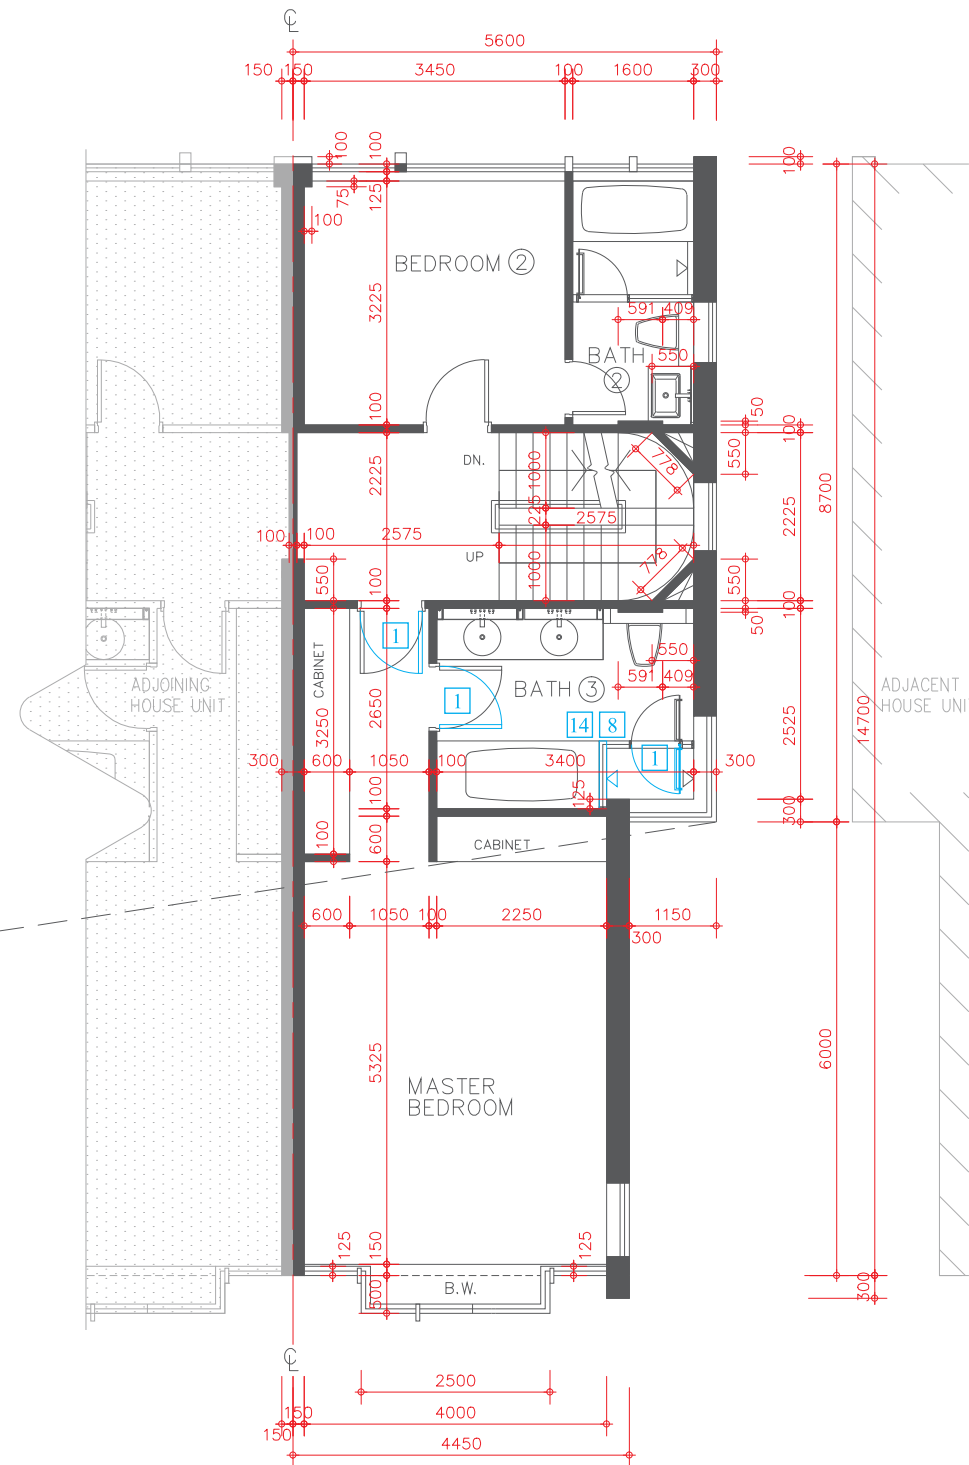 ℄
5600
150 150 3450 100 1600 300
100 100 100
75 125
100
BEDROOM 2
3225
591 409
BATH
2
550
100
50
100
DN.
2225
1000
778
550
8700
225
2575
2225
100 100 2575
UP
778
550
100
1000
550
100
50
1
CABINET
550
ADJOINING
HOUSE UNIT
BATH 3
591 409
ADJACENT
HOUSE UNI
1
2650
3250
14 8
2525
14700
1
300 600 1050 100 3400 300
125
100
300
100
600
CABINET
600 1050 100 2250 1150
300
6000
5325
MASTER
BEDROOM
125 150 125
500
B.W.
300
℄
2500
150 4000
150
4450